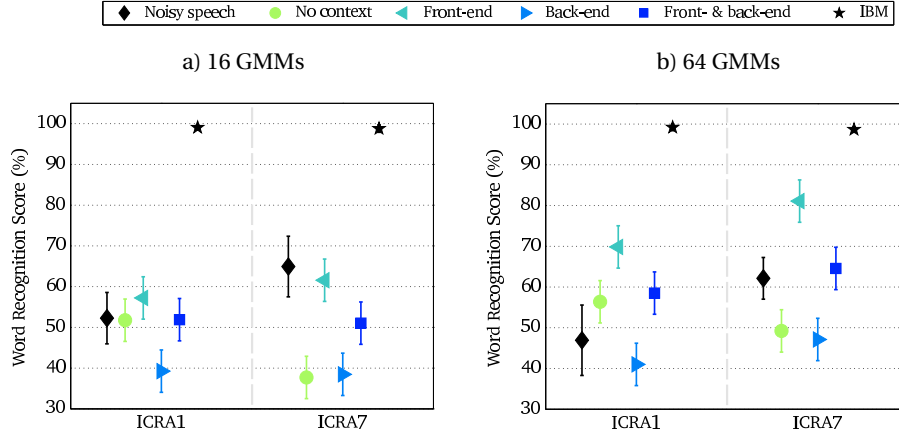 Noisy speech No context Front-end Back-end Front- & back-end IBM
a) 16 GMMs
b) 64 GMMs
Word Recognition Score (%)
100
90
80
70
60
50
40
30
ICRA1 ICRA7
Word Recognition Score (%)
100
90
80
70
60
50
40
30
ICRA1 ICRA7